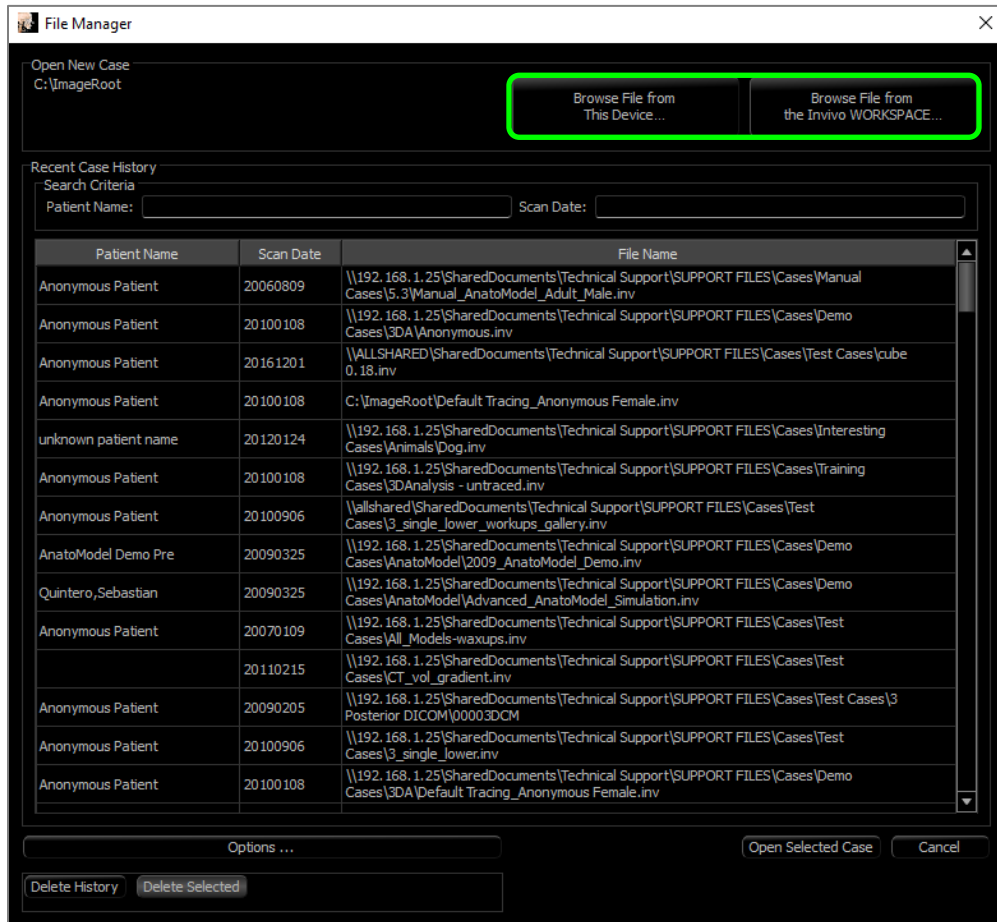 File Manager
Open New Case
C:\ImageRoot
Browse File from
This Device...
Browse File from
the Invivo WORKSPACE...
Recent Case History
Search Criteria
Patient Name:
Scan Date:
Patient Name Scan Date File Name
Anonymous Patient 20060809 \\192.168.1.25\SharedDocuments\Technical Support\SUPPORT FILES\Cases\Manual
Cases\5.3\Manual_AnatoModel_Adult_Male.inv
Anonymous Patient 20100108 \\192.168.1.25\SharedDocuments\Technical Support\SUPPORT FILES\Cases\Demo
Cases\3DA\Anonymous.inv
Anonymous Patient 20161201 \\ALLSHARED\SharedDocuments\Technical Support\SUPPORT FILES\Cases\Test Cases\cube
0.18.inv
Anonymous Patient 20100108 C:\ImageRoot\Default Tracing_Anonymous Female.inv
unknown patient name 20120124 \\192.168.1.25\SharedDocuments\Technical Support\SUPPORT FILES\Cases\Interesting
Cases\Animals\Dog.inv
Anonymous Patient 20100108 \\192.168.1.25\SharedDocuments\Technical Support\SUPPORT FILES\Cases\Training
Cases\3DAnalysis - untraced.inv
Anonymous Patient 20100906 \\allshared\SharedDocuments\Technical Support\SUPPORT FILES\Cases\Test
Cases\3_single_lower_workups_gallery.inv
AnatoModel Demo Pre 20090325 \\192.168.1.25\SharedDocuments\Technical Support\SUPPORT FILES\Cases\Demo
Cases\AnatoModel\2009_AnatoModel_Demo.inv
Quintero,Sebastian 20090325 \\192.168.1.25\SharedDocuments\Technical Support\SUPPORT FILES\Cases\Demo
Cases\AnatoModel\Advanced_AnatoModel_Simulation.inv
Anonymous Patient 20070109 \\192.168.1.25\SharedDocuments\Technical Support\SUPPORT FILES\Cases\Test
Cases\All_Models-waxups.inv
20110215 \\192.168.1.25\SharedDocuments\Technical Support\SUPPORT FILES\Cases\Test
Cases\CT_vol_gradient.inv
Anonymous Patient 20090205 \\192.168.1.25\SharedDocuments\Technical Support\SUPPORT FILES\Cases\Test Cases\3
Posterior DICOM\00003DCM
Anonymous Patient 20100906 \\192.168.1.25\SharedDocuments\Technical Support\SUPPORT FILES\Cases\Test
Cases\3_single_lower.inv
Anonymous Patient 20100108 \\192.168.1.25\SharedDocuments\Technical Support\SUPPORT FILES\Cases\Demo
Cases\3DA\Default Tracing_Anonymous Female.inv
Options ...
Open Selected Case
Cancel
Delete History
Delete Selected